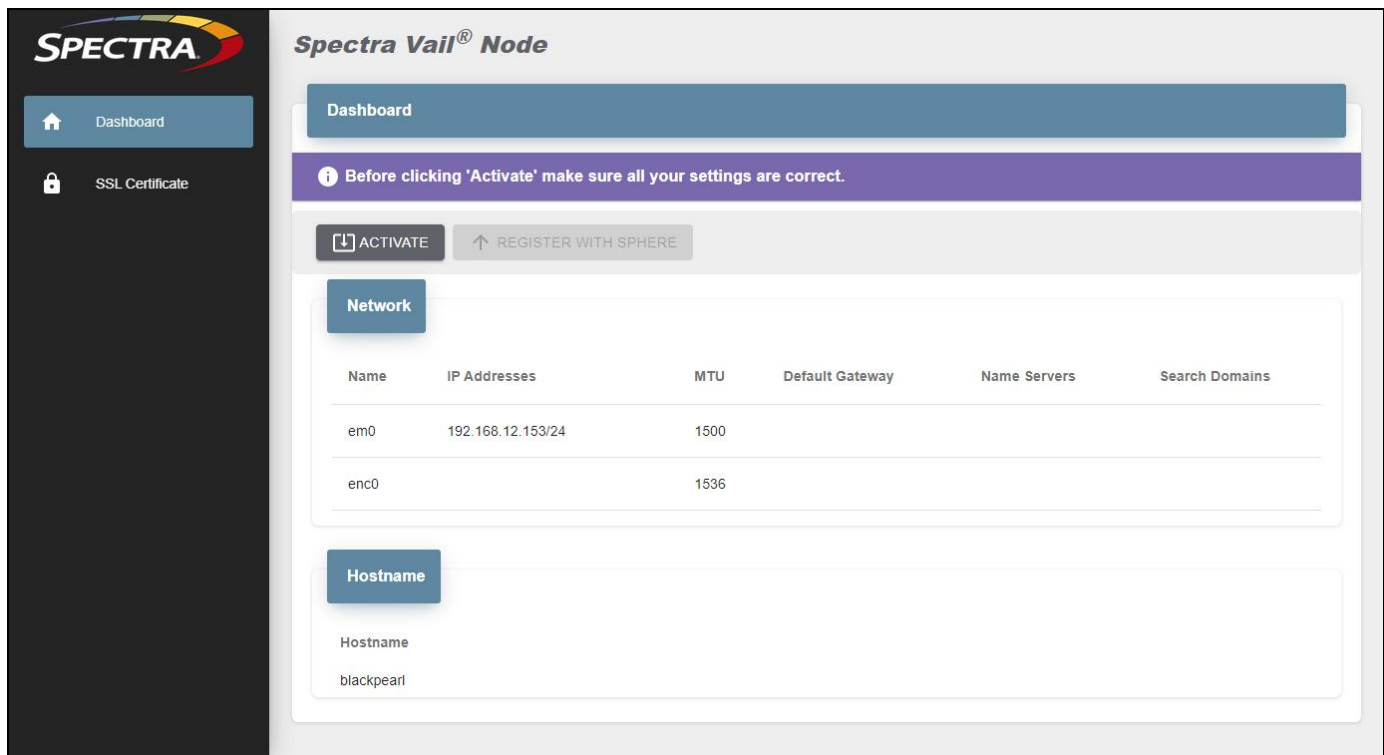 SPECTRA
Dashboard
SSL Certificate
Spectra Vail® Node
Dashboard
Before clicking 'Activate' make sure all your settings are correct.
ACTIVATE REGISTER WITH SPHERE
Network
Name IP Addresses MTU Default Gateway Name Servers Search Domains
em0 192.168.12.153/24 1500
enc0 1536
Hostname
Hostname
blackpearl